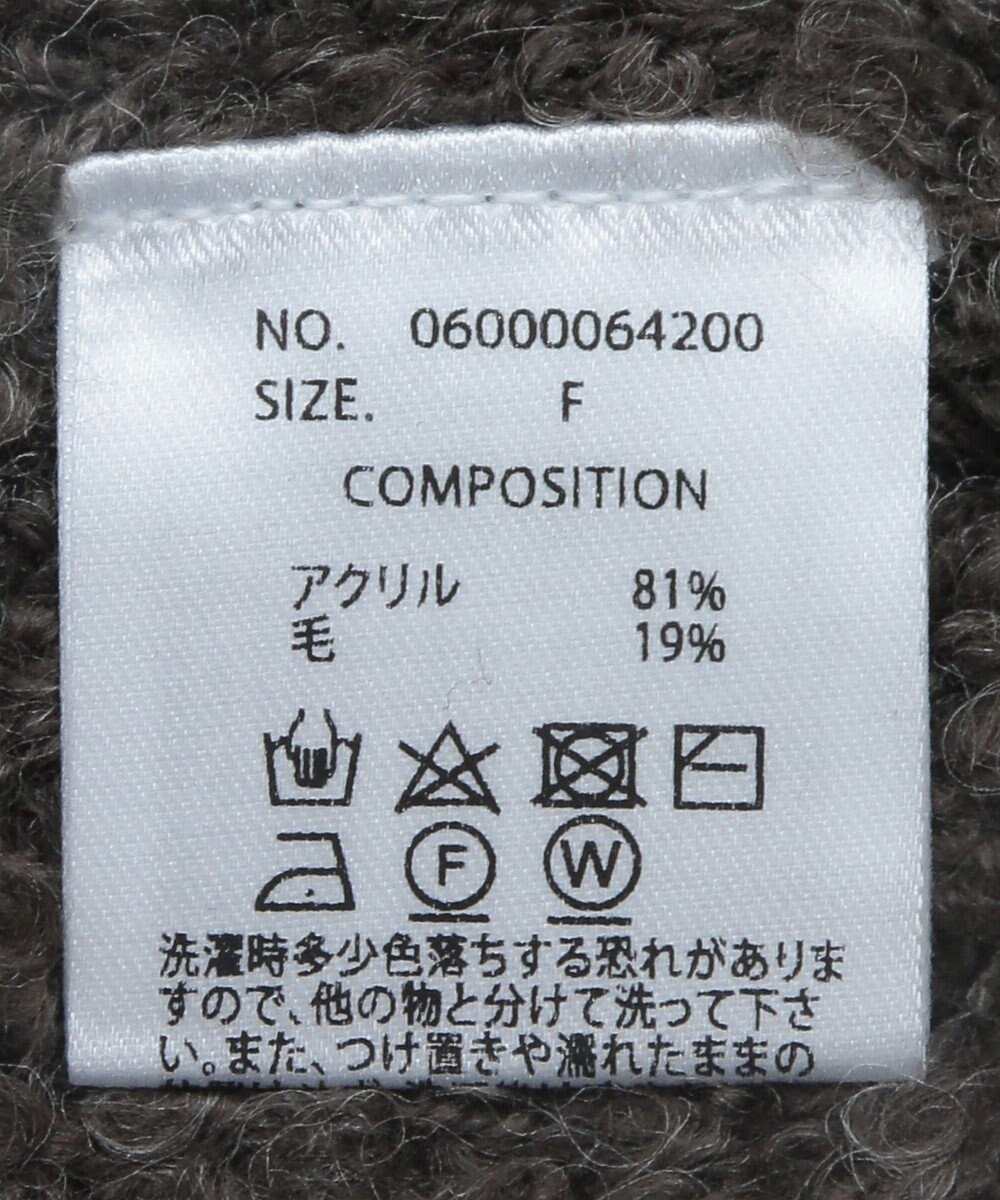 NO. 06000064200
SIZE. F
COMPOSITION
アクリル 81%
毛 19%
F W
洗濯時多少色落ちする恐れがありま
すので、他の物と分けて洗って下さ
い。また、つけ置きや濡れたままの